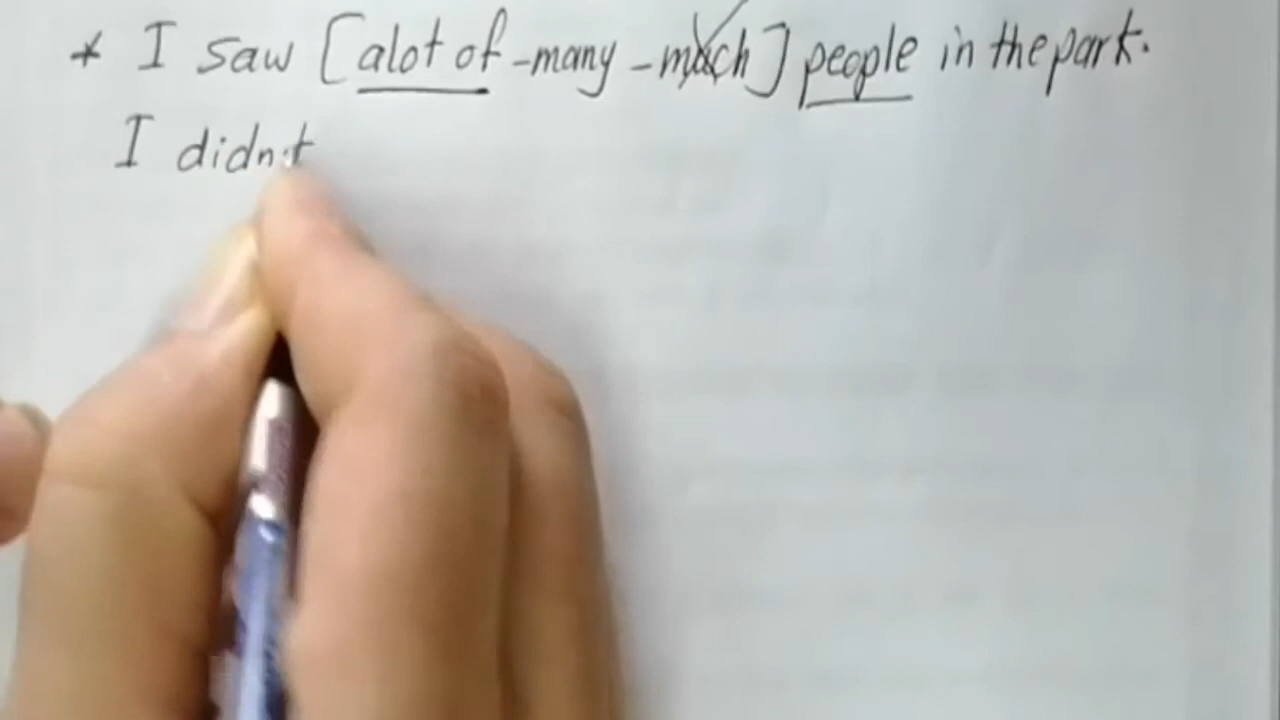 * I saw [alot of - many - much] people in the park.
I didn't